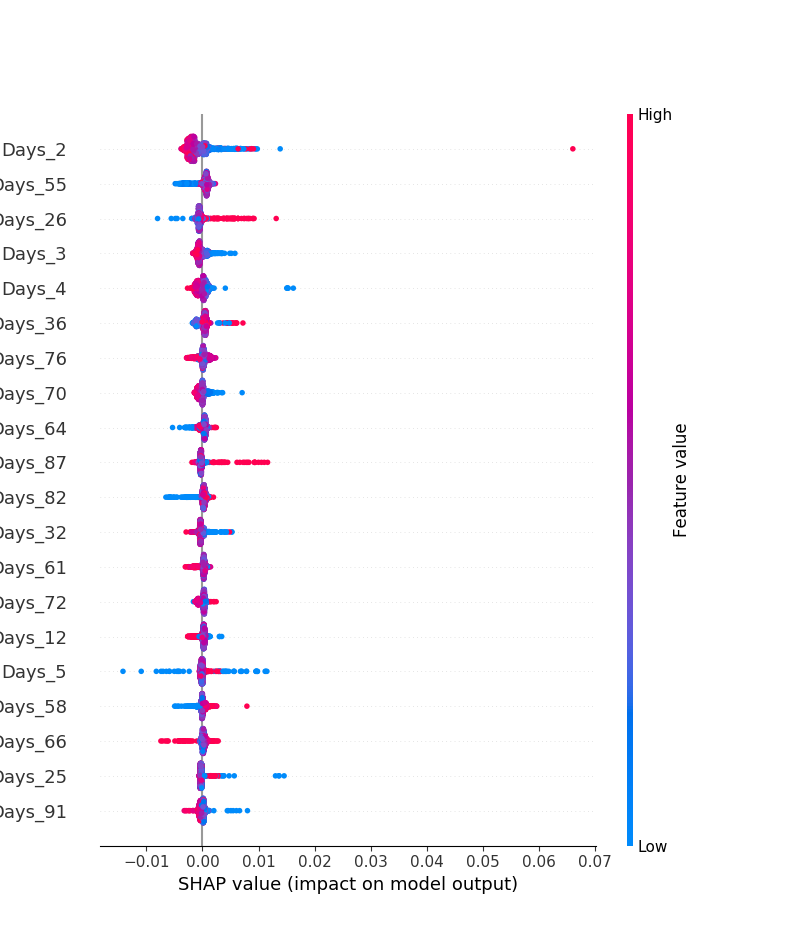 High
Days_2
Days_55
Days_26
Days_3
Days_4
Days_36
Days_76
Days_70
Days_64
Days_87
Days_82
Days_32
Days_61
Days_72
Days_12
Days_5
Days_58
Days_66
Days_25
Days_91
Feature value
Low
−0.01 0.00 0.01 0.02 0.03 0.04 0.05 0.06 0.07
SHAP value (impact on model output)